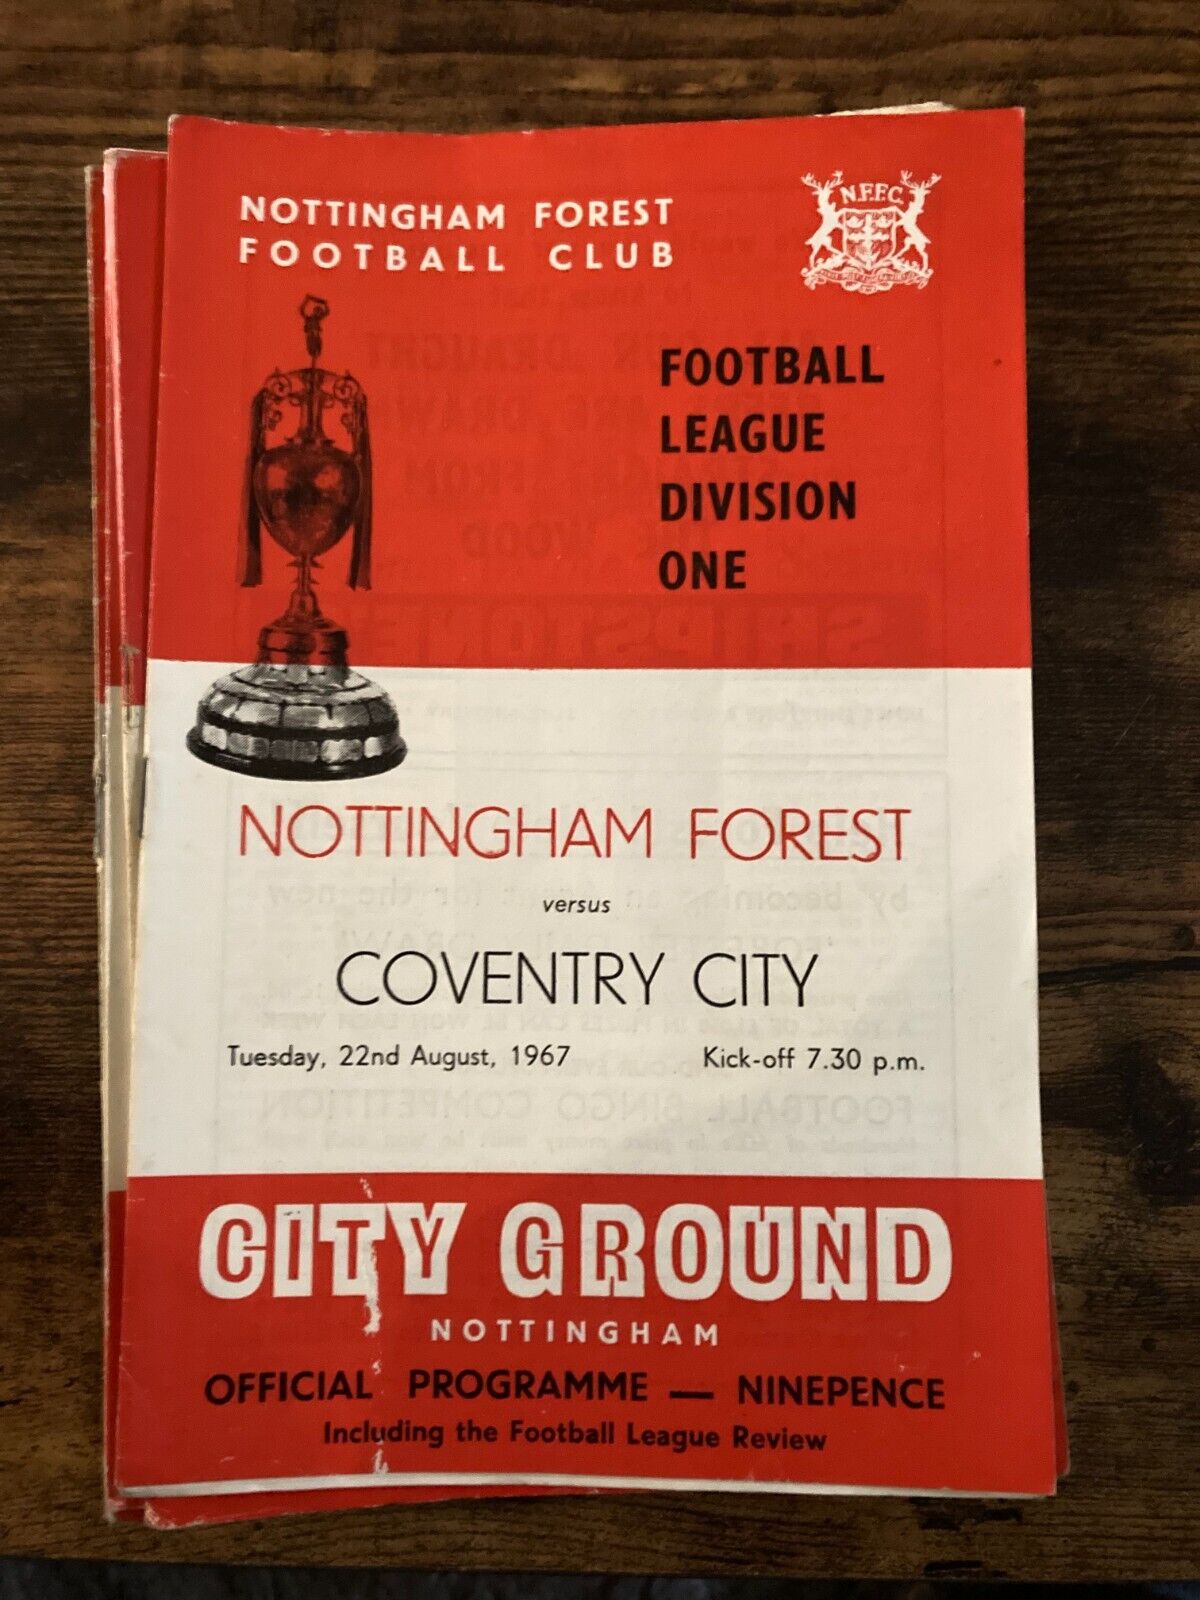 NOTTINGHAM FOREST
FOOTBALL CLUB
N.F.F.C.
FOOTBALL
LEAGUE
DIVISION
ONE
NOTTINGHAM FOREST
versus
COVENTRY CITY
Tuesday, 22nd August, 1967 Kick-off 7.30 p.m.
CITY GROUND
NOTTINGHAM
OFFICIAL PROGRAMME — NINEPENCE
Including the Football League Review